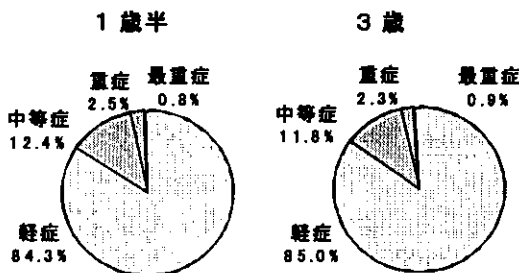 1歳半
重症
2.5%
最重症
0.8%
中等症
12.4%
軽症
84.3%
3歳
重症
2.3%
最重症
0.9%
中等症
11.8%
軽症
85.0%